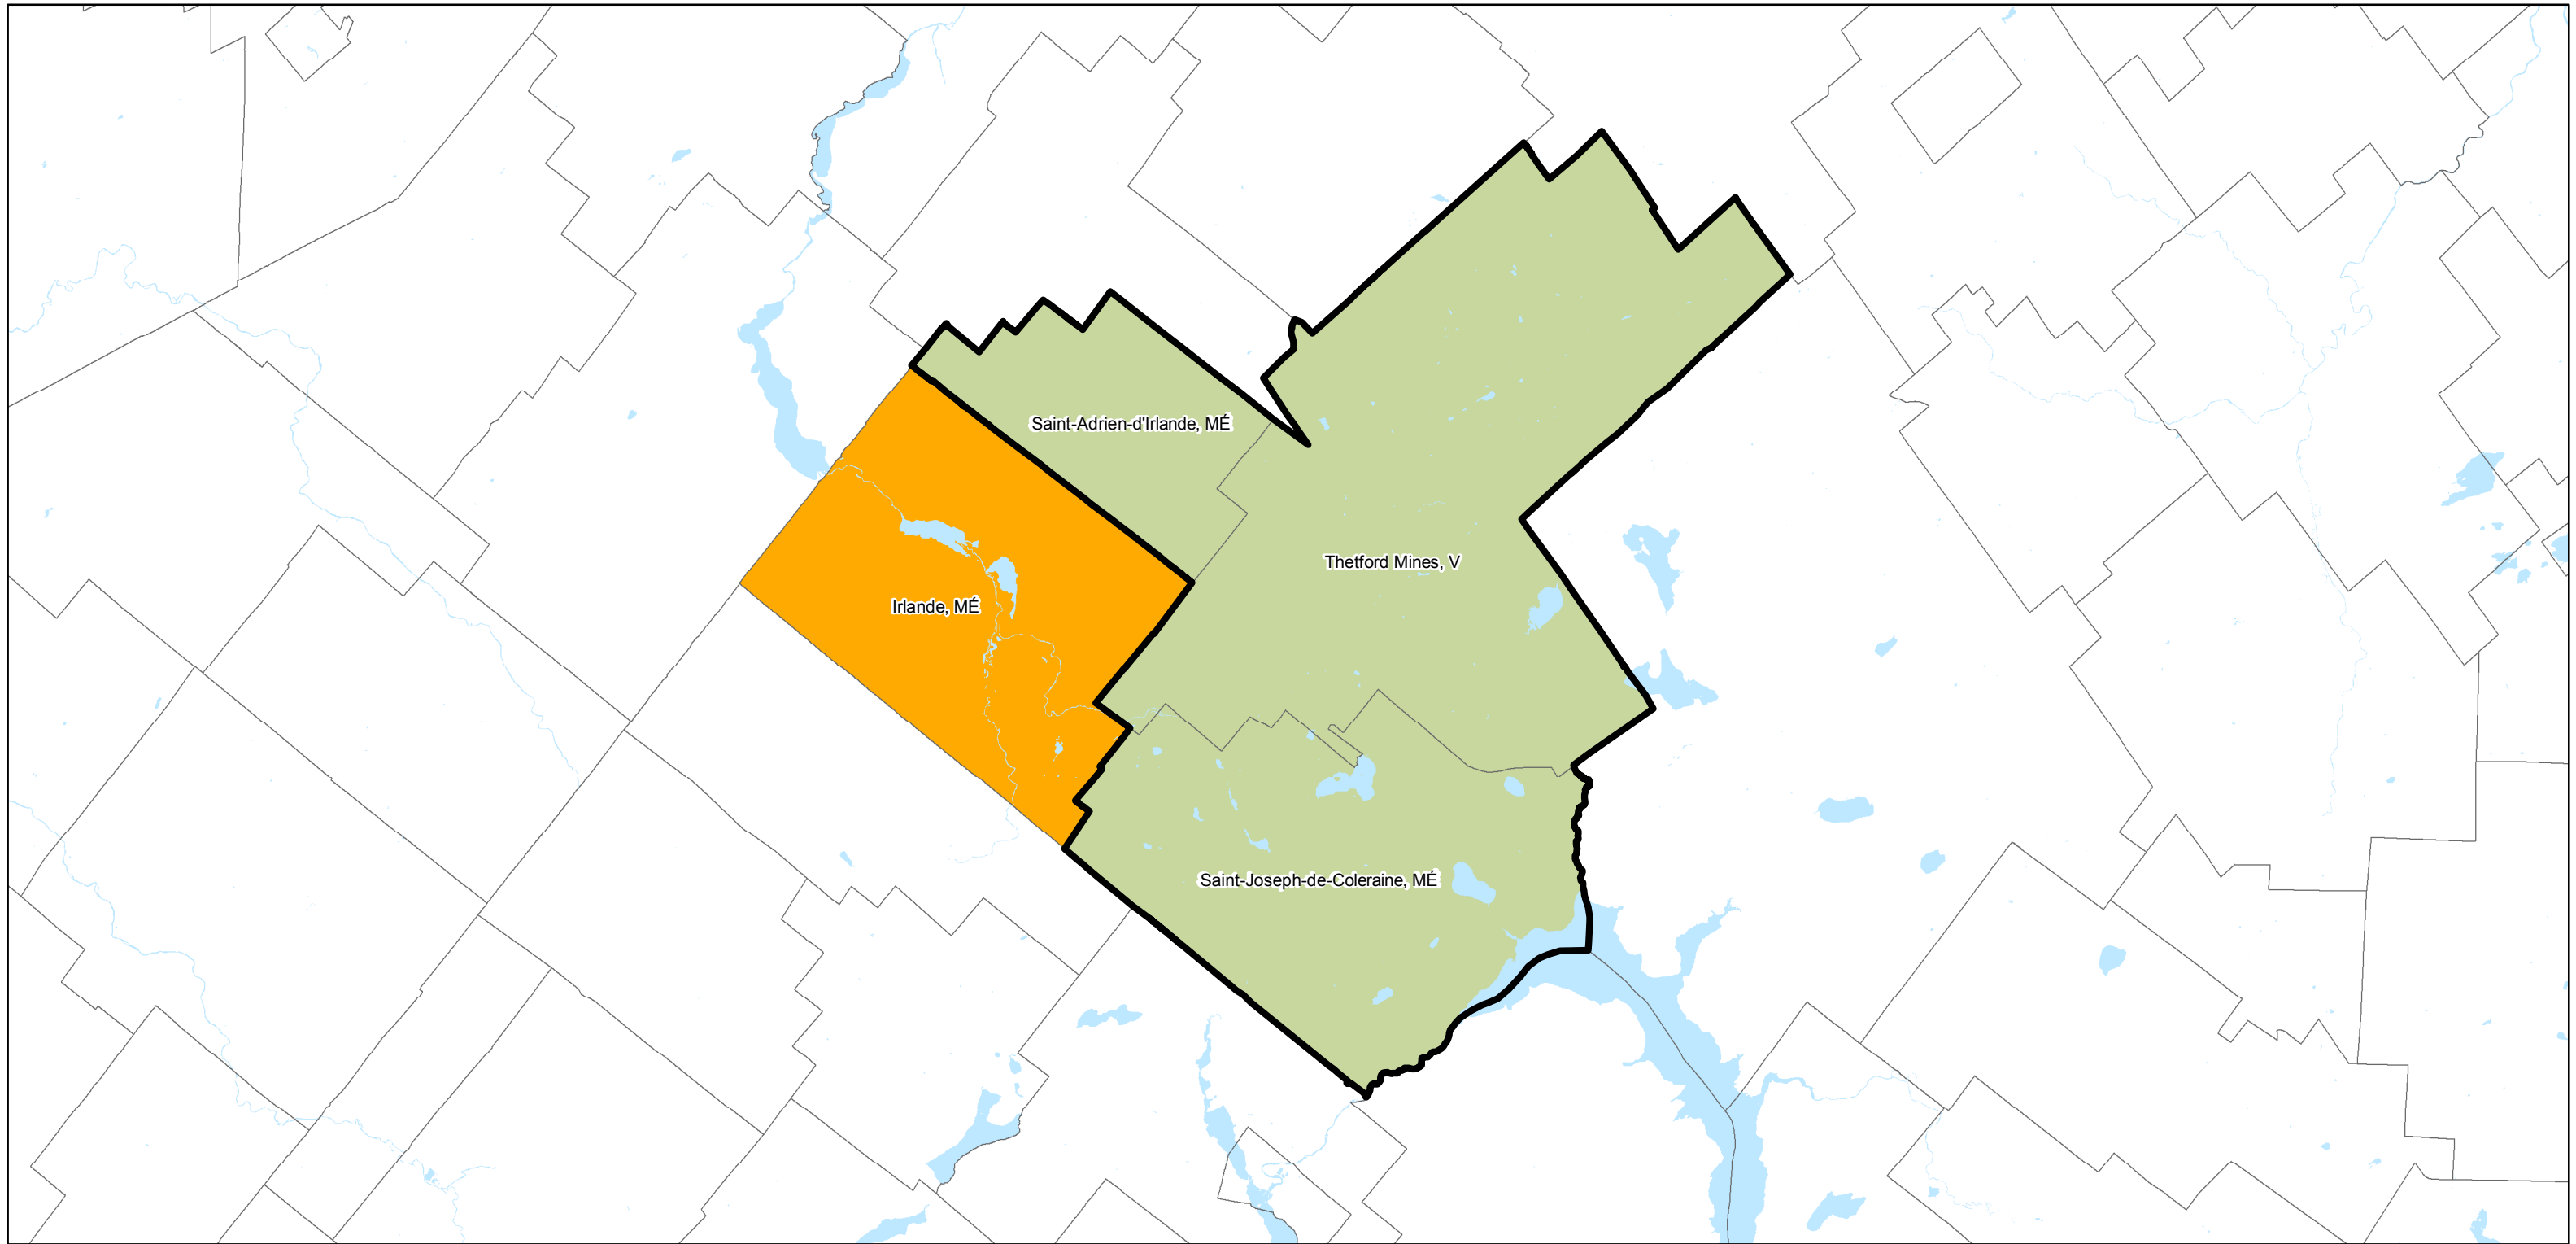 Saint-Adrien-d'Irlande, MÉ
Thetford Mines, V
Irlande, MÉ
Saint-Joseph-de-Coleraine, MÉ